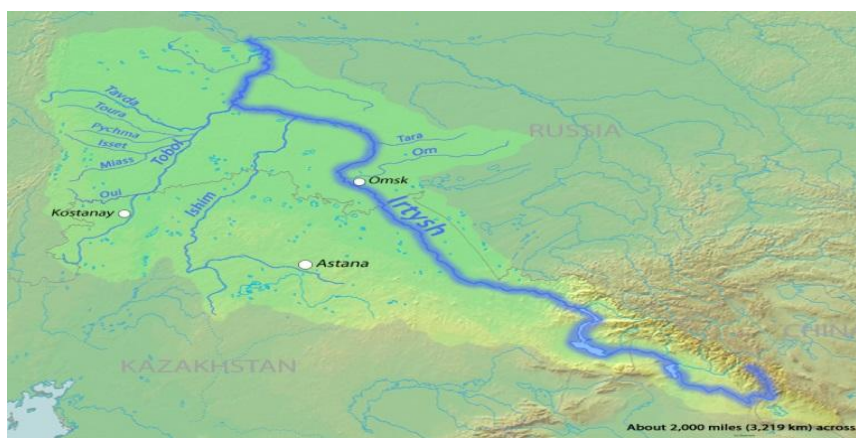 Tavda
Toura
Pychma
Isset
Miass
Tobol
Oui
Kostanay
Ishim
Astana
Tara
Om
Omsk
Irtysh
RUSSIA
KAZAKHSTAN
CHINA
About 2,000 miles (3,219 km) across